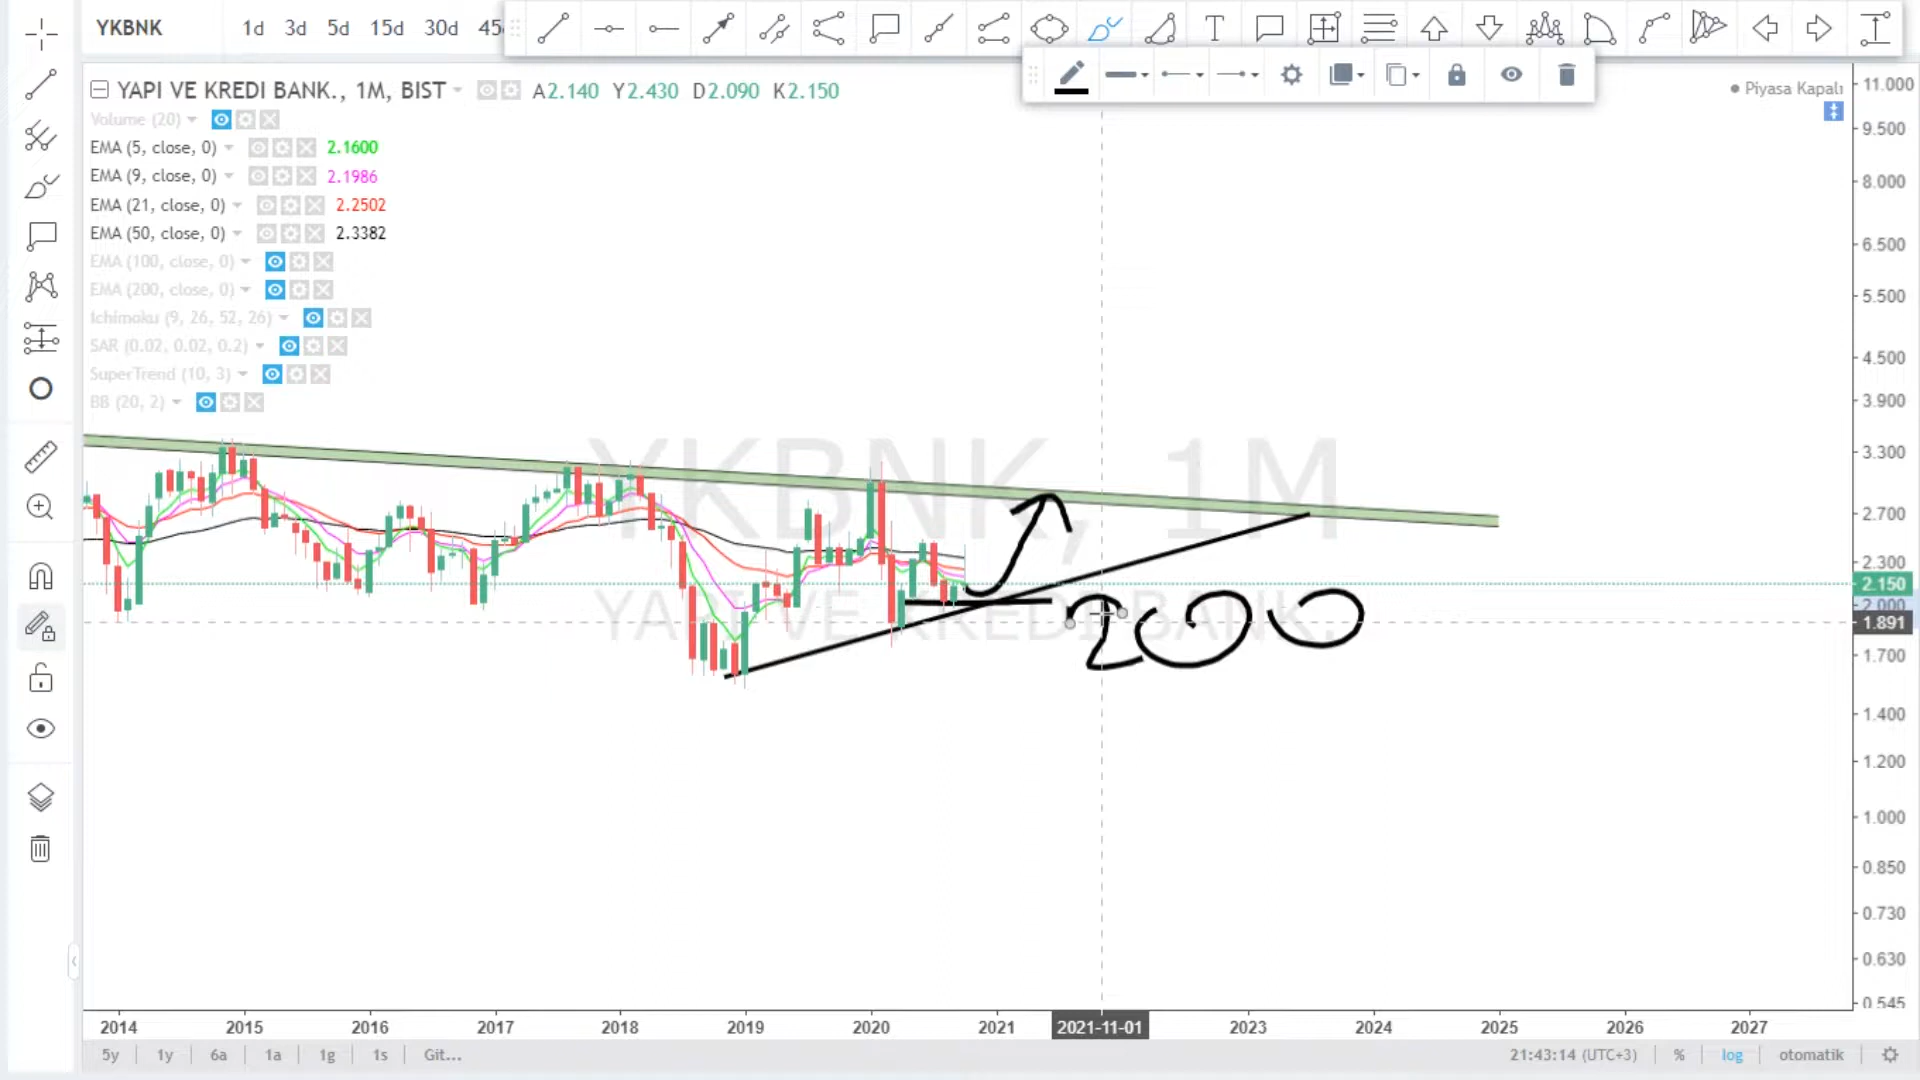 YKBNK 1d 3d 5d 15d 30d 45
YAPI VE KREDI BANK., 1M, BIST A2.140 Y2.430 D2.090 K2.150
Piyasa Kapalı
Volume (20)
EMA (5, close, 0) 2.1600
EMA (9, close, 0) 2.1986
EMA (21, close, 0) 2.2502
EMA (50, close, 0) 2.3382
EMA (100, close, 0)
EMA (200, close, 0)
Ichimoku (9, 26, 52, 26)
SAR (0.02, 0.02, 0.2)
SuperTrend (10, 3)
BB (20, 2)
YKBNK, 1M
YAPI VE KREDI BANK.
200
11.000
9.500
8.000
6.500
5.500
4.500
3.900
3.300
2.700
2.300
2.150
2.000
1.891
1.700
1.400
1.200
1.000
0.850
0.730
0.630
0.545
2014 2015 2016 2017 2018 2019 2020 2021 2021-11-01 2023 2024 2025 2026 2027
5y 1y 6a 1a 1g 1s Git... 21:43:14 (UTC+3) % log otomatik